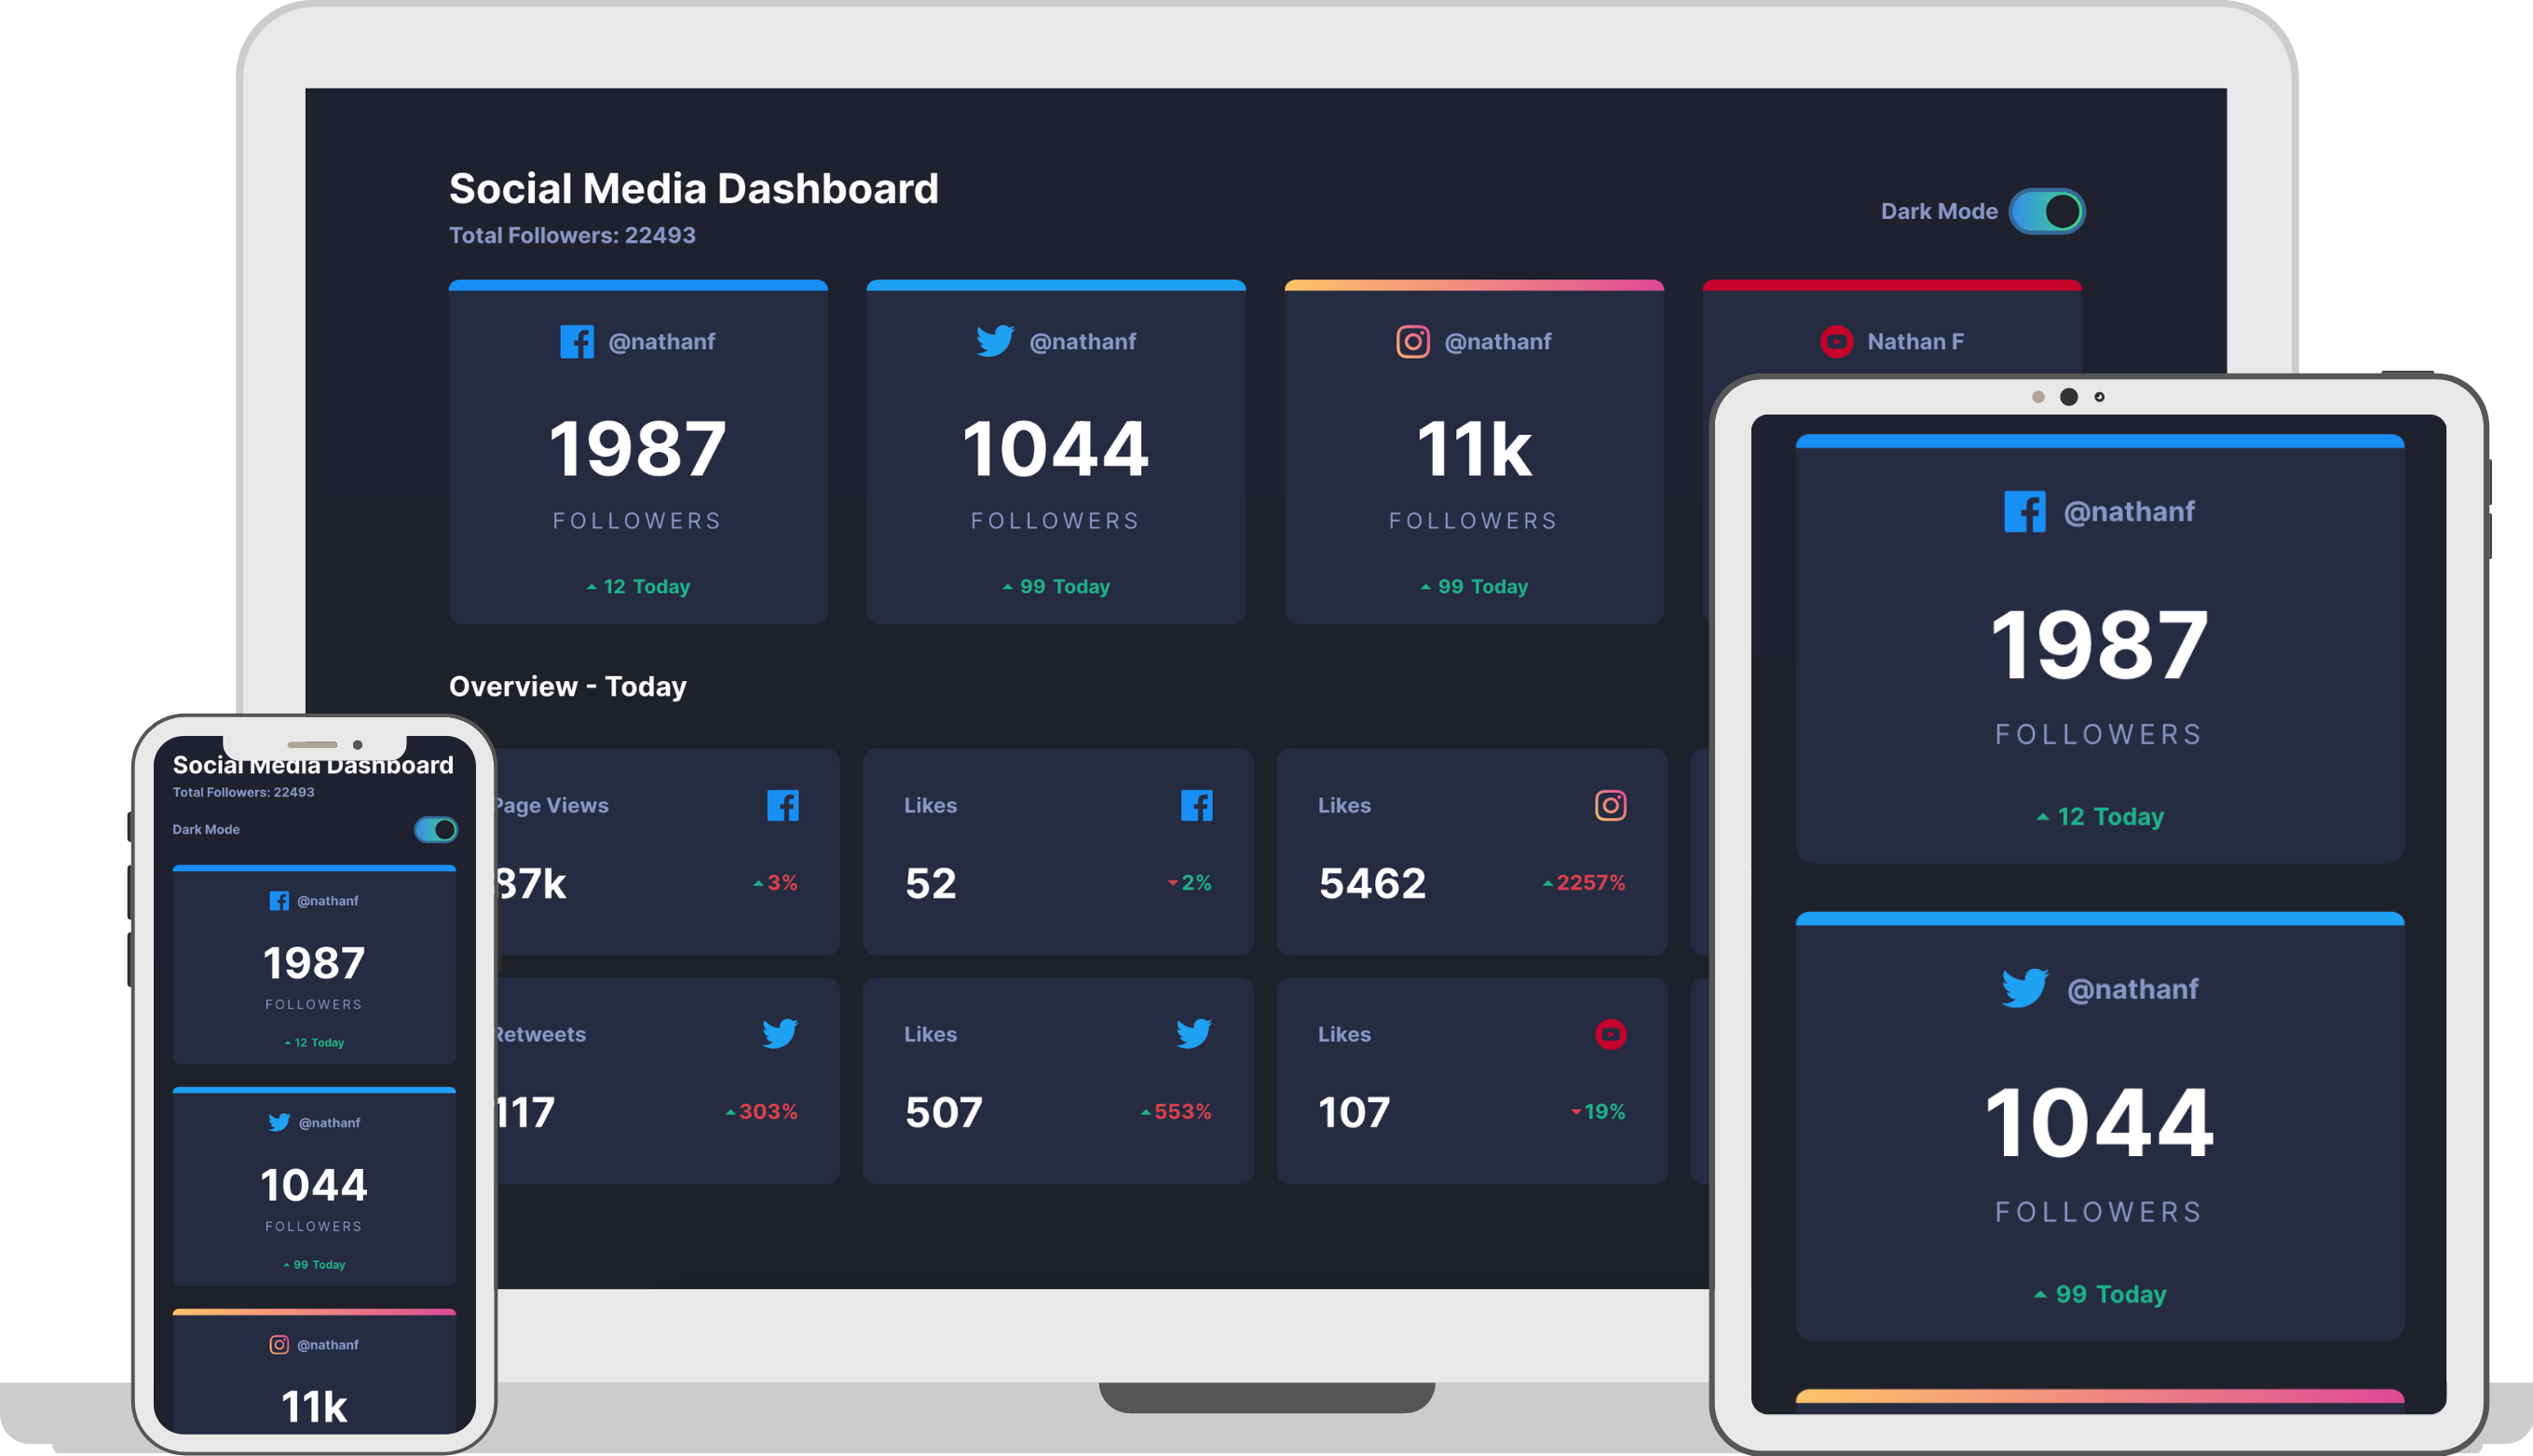 Social Media Dashboard
Total Followers: 22493
Dark Mode
@nathanf
1987
FOLLOWERS
12 Today
@nathanf
1044
FOLLOWERS
99 Today
@nathanf
11k
FOLLOWERS
99 Today
Nathan F
Overview - Today
Page Views
87k
3%
Likes
52
2%
Likes
5462
2257%
Retweets
117
303%
Likes
507
553%
Likes
107
19%
Social Media Dashboard
Total Followers: 22493
Dark Mode
@nathanf
1987
FOLLOWERS
12 Today
@nathanf
1044
FOLLOWERS
99 Today
@nathanf
11k
@nathanf
1987
FOLLOWERS
12 Today
@nathanf
1044
FOLLOWERS
99 Today